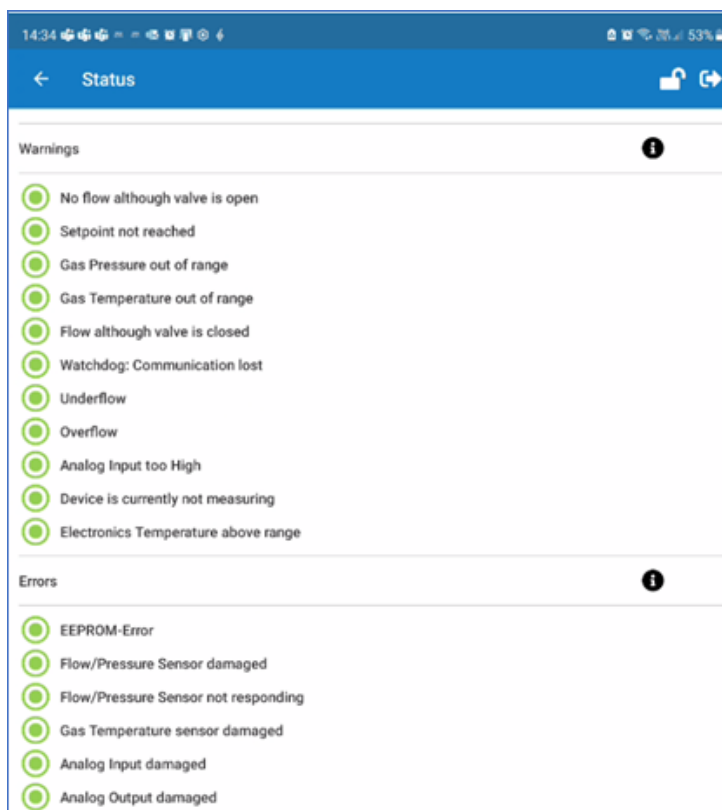 14:34
53%
Status
Warnings
No flow although valve is open
Setpoint not reached
Gas Pressure out of range
Gas Temperature out of range
Flow although valve is closed
Watchdog: Communication lost
Underflow
Overflow
Analog Input too High
Device is currently not measuring
Electronics Temperature above range
Errors
EEPROM-Error
Flow/Pressure Sensor damaged
Flow/Pressure Sensor not responding
Gas Temperature sensor damaged
Analog Input damaged
Analog Output damaged